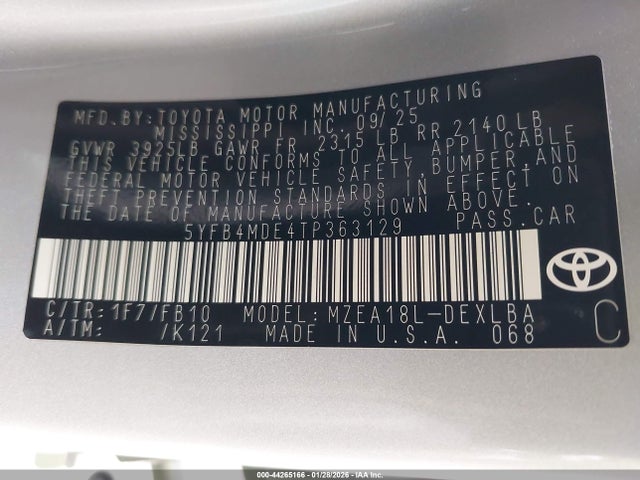 MFD.BY:TOYOTA MOTOR MANUFACTURING
MISSISSIPPI INC.09/25
GVWR 3925LB GAWR FR 2315 LB RR 2140 LB
THIS VEHICLE CONFORMS TO ALL APPLICABLE
FEDERAL MOTOR VEHICLE SAFETY,BUMPER,AND
THEFT PREVENTION STANDARDS IN EFFECT ON
THE DATE OF MANUFACTURE SHOWN ABOVE.
5YFB4MDE4TP363129 PASS.CAR
C/TR: 1F7/FB10 MODEL:MZEA18L-DEXLBA
A/TM: /K121 MADE IN U.S.A. 068
C
000-44265166 - 01/28/2026 - IAA Inc.